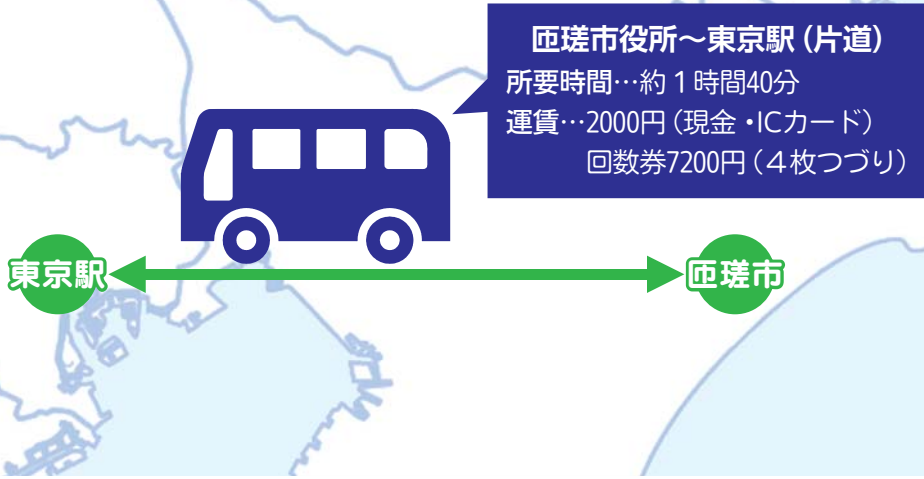 匝瑳市役所～東京駅（片道）
所要時間…約１時間40分
運賃…2000円（現金・ICカード）
回数券7200円（４枚つづり）
東京駅
匝瑳市